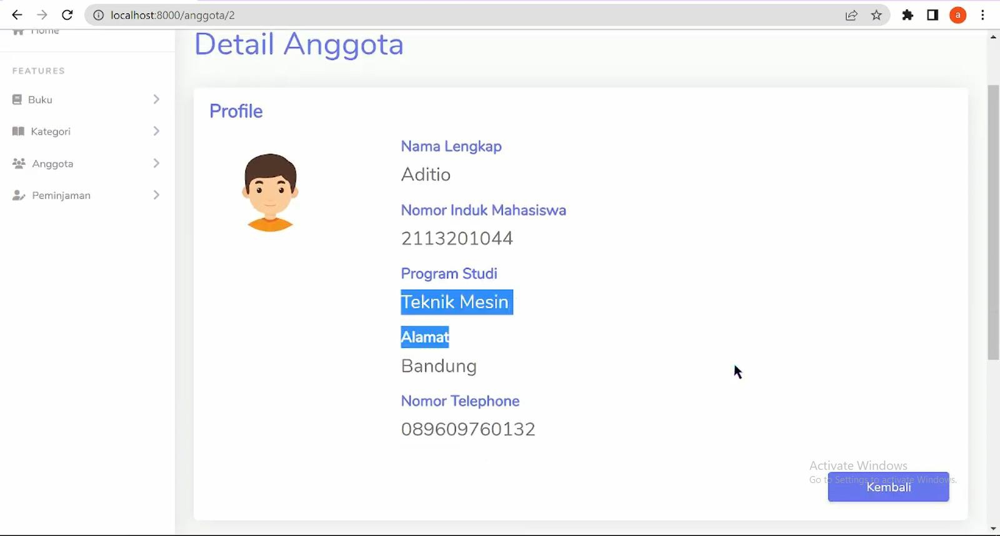 localhost:8000/anggota/2
a
Home
Detail Anggota
FEATURES
Buku
Kategori
Anggota
Peminjaman
Profile
Nama Lengkap
Aditio
Nomor Induk Mahasiswa
2113201044
Program Studi
Teknik Mesin
Alamat
Bandung
Nomor Telephone
089609760132
Activate Windows
Go to Settings to activate Windows.
Kembali